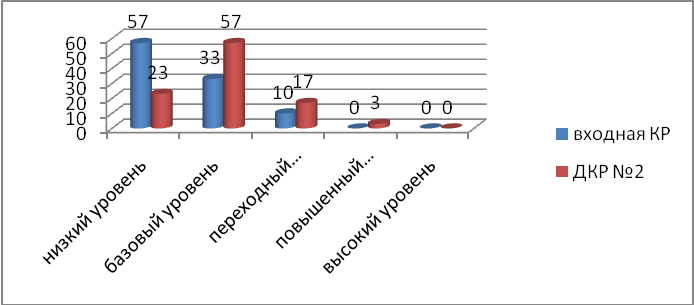 57 57
60
50
40
30
20
10
0
23
33
10
17
0
3
0
0
низкий уровень
базовый уровень
переходный...
повышенный...
высокий уровень
входная КР
ДКР №2